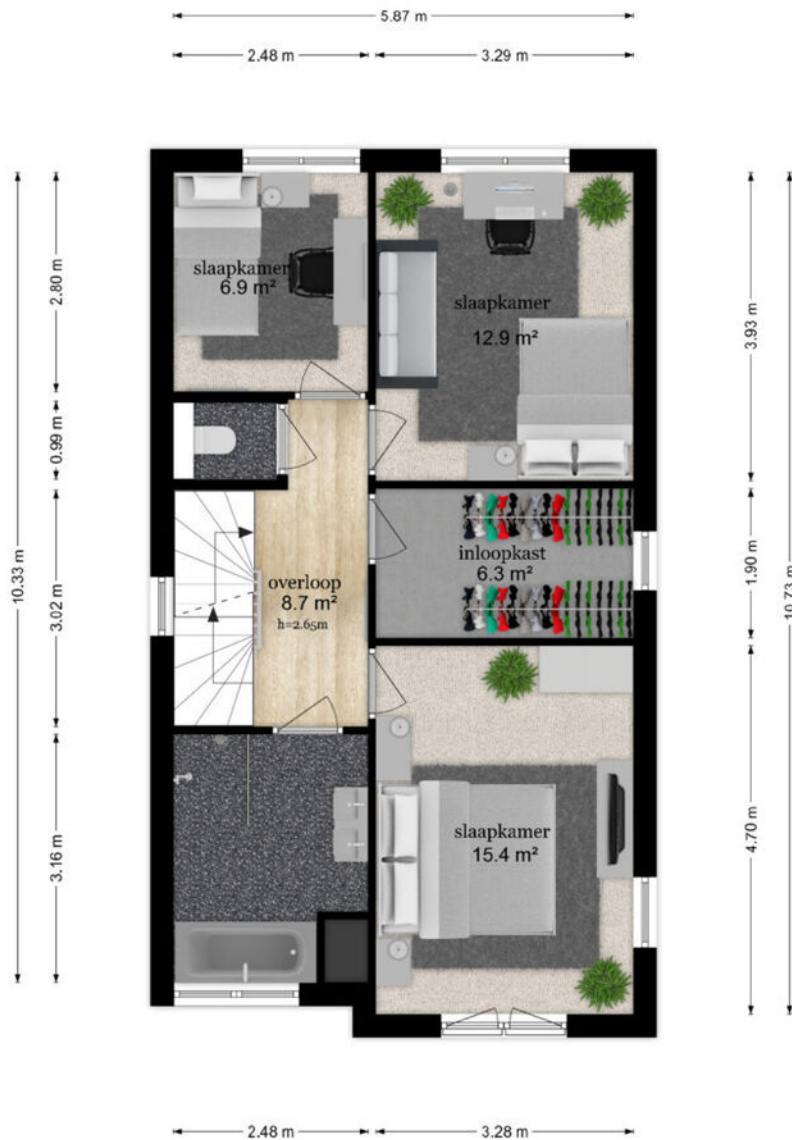 5.87 m
2.48 m
3.29 m
10.33 m
2.80 m
0.99 m
3.02 m
3.16 m
slaapkamer
6.9 m²
slaapkamer
12.9 m²
inloopkast
6.3 m²
overloop
8.7 m²
h=2.65m
slaapkamer
15.4 m²
3.93 m
1.90 m
4.70 m
10.73 m
2.48 m
3.28 m